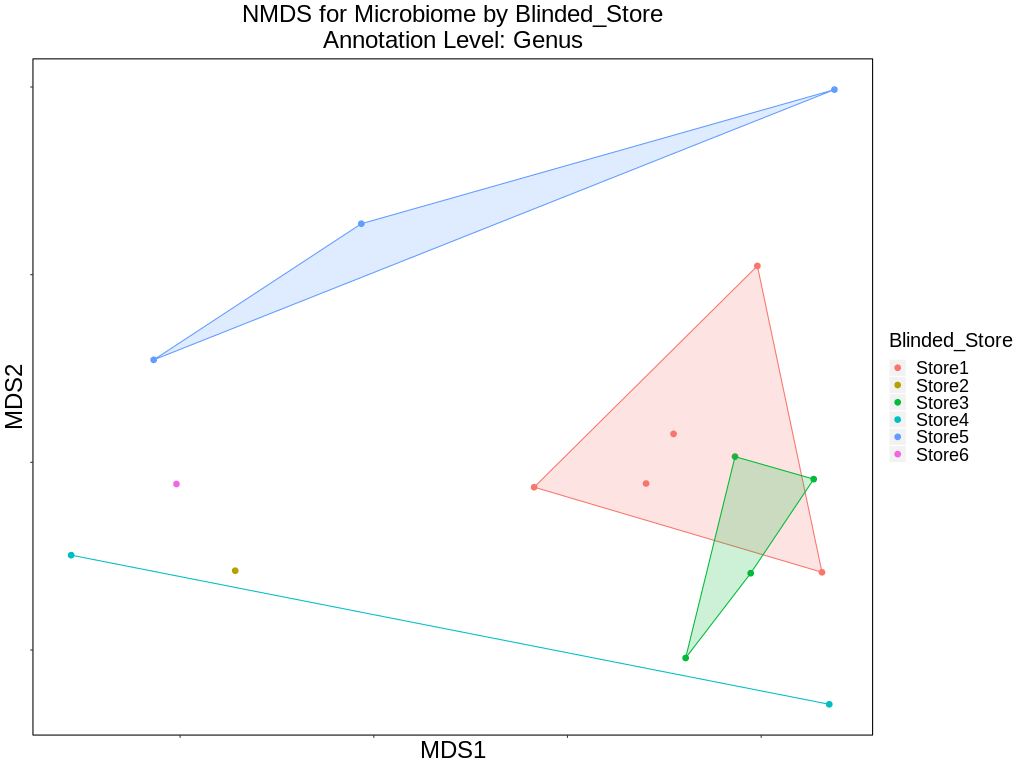 NMDS for Microbiome by Blinded_Store
Annotation Level: Genus
MDS2
MDS1
Blinded_Store
Store1
Store2
Store3
Store4
Store5
Store6